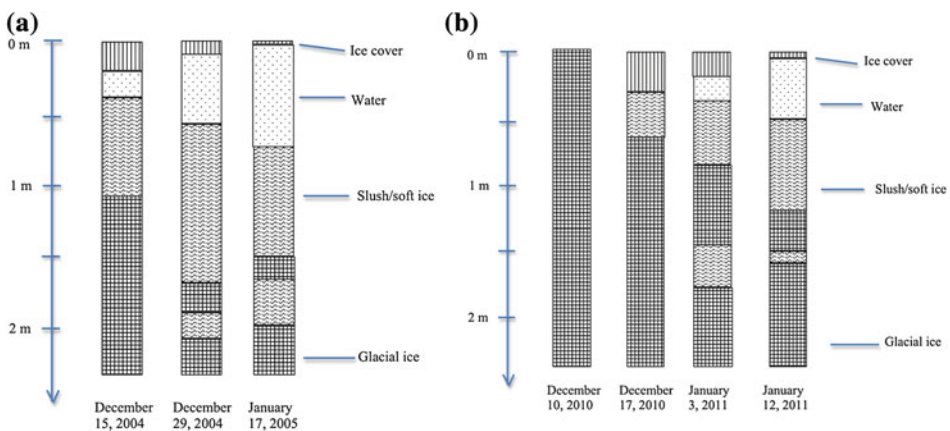 (a)
0 m
1 m
2 m
Ice cover
Water
Slush/soft ice
Glacial ice
December
15, 2004
December
29, 2004
January
17, 2005
(b)
0 m
1 m
2 m
Ice cover
Water
Slush/soft ice
Glacial ice
December
10, 2010
December
17, 2010
January
3, 2011
January
12, 2011